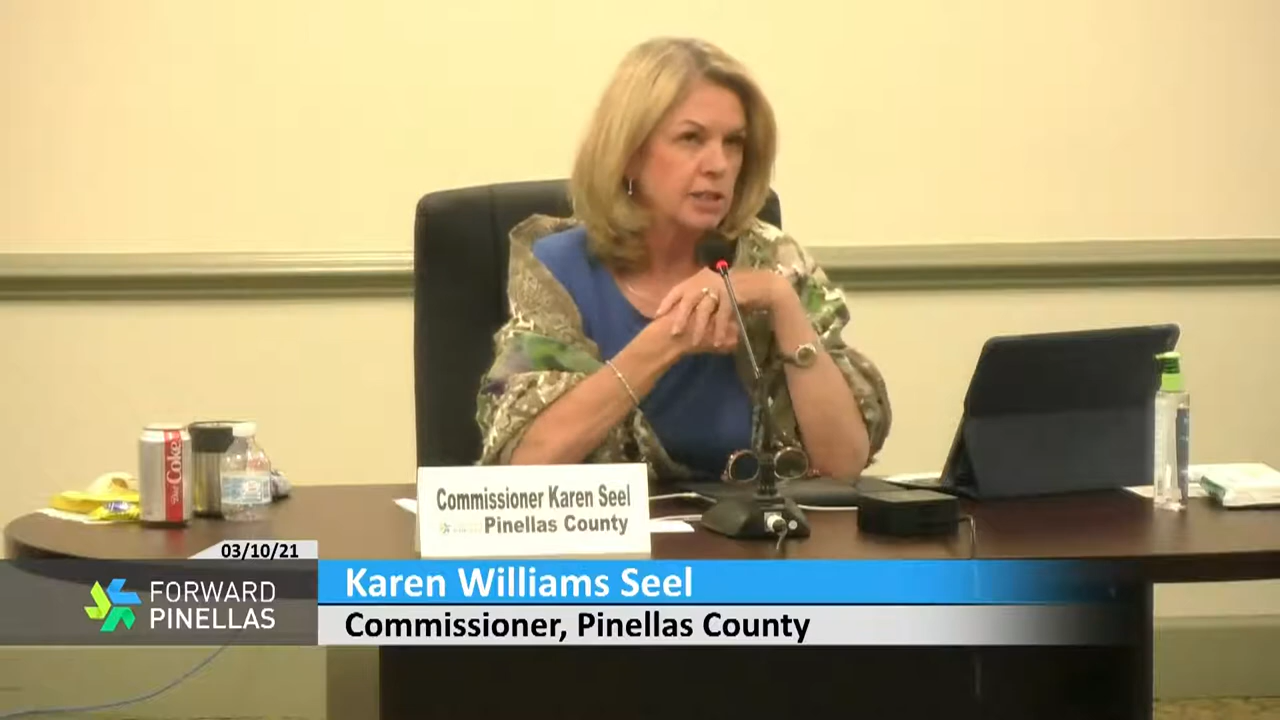 Diet Coke
Commissioner Karen Seel
Pinellas County
03/10/21
FORWARD
PINELLAS
Karen Williams Seel
Commissioner, Pinellas County